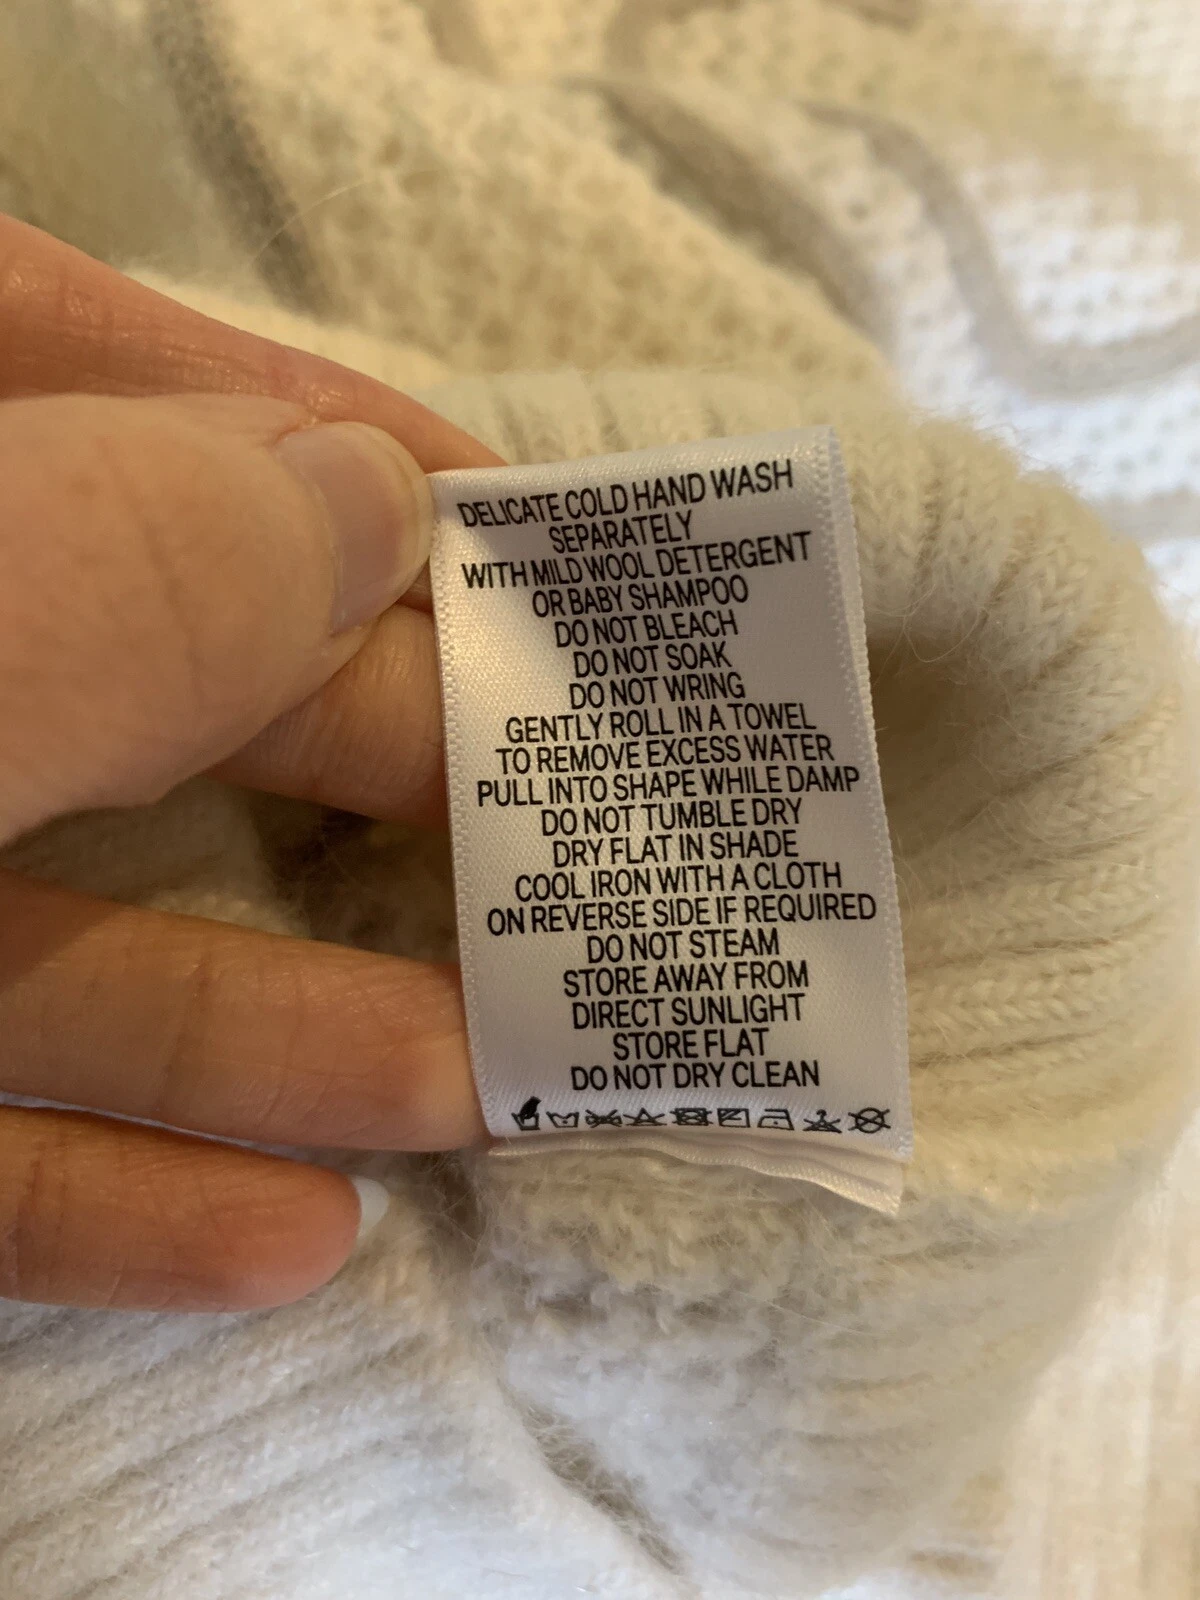 DELICATE COLD HAND WASH
SEPARATELY
WITH MILD WOOL DETERGENT
OR BABY SHAMPOO
DO NOT BLEACH
DO NOT SOAK
DO NOT WRING
GENTLY ROLL IN A TOWEL
TO REMOVE EXCESS WATER
PULL INTO SHAPE WHILE DAMP
DO NOT TUMBLE DRY
DRY FLAT IN SHADE
COOL IRON WITH A CLOTH
ON REVERSE SIDE IF REQUIRED
DO NOT STEAM
STORE AWAY FROM
DIRECT SUNLIGHT
STORE FLAT
DO NOT DRY CLEAN